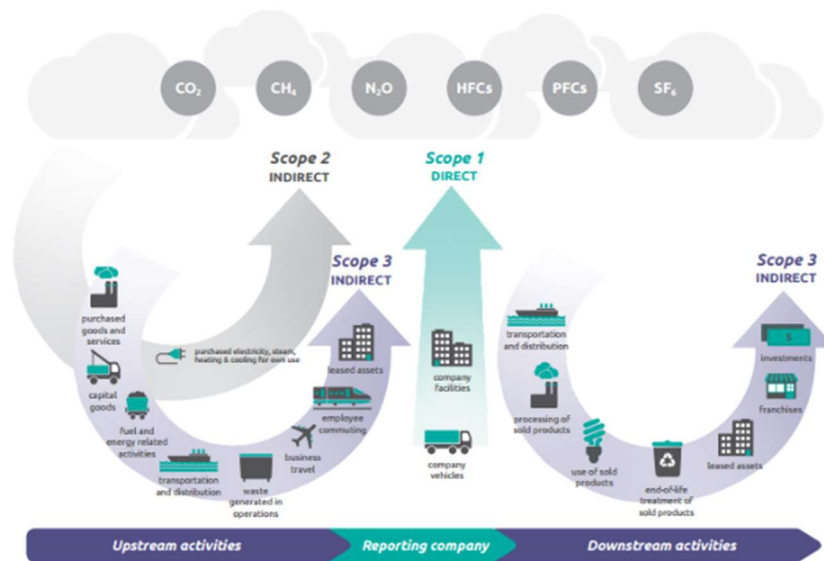 CO₂
CH₄
N₂O
HFCs
PFCs
SF₆
Scope 2
INDIRECT
Scope 1
DIRECT
Scope 3
INDIRECT
Scope 3
INDIRECT
purchased
goods and
services
capital
goods
fuel and
energy related
activities
transportation
and distribution
waste
generated in
operations
business
travel
employee
commuting
leased assets
purchased electricity, steam,
heating & cooling for own use
company
facilities
company
vehicles
transportation
and distribution
processing of
sold products
use of sold
products
end-of-life
treatment of
sold products
leased assets
franchises
investments
Upstream activities
Reporting company
Downstream activities